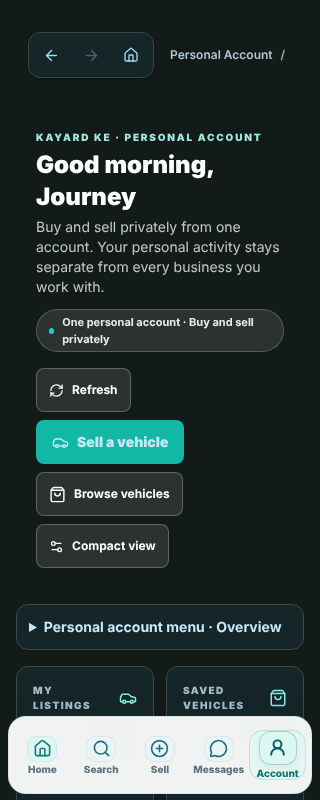 Personal Account /
KAYARD KE · PERSONAL ACCOUNT
Good morning,
Journey
Buy and sell privately from one
account. Your personal activity stays
separate from every business you
work with.
One personal account · Buy and sell
privately
Refresh
Sell a vehicle
Browse vehicles
Compact view
Personal account menu · Overview
MY
LISTINGS
SAVED
VEHICLES
Home
Search
Sell
Messages
Account